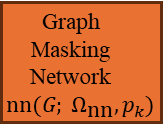 Graph
Masking
Network
nn(G; Ωnn,pk)